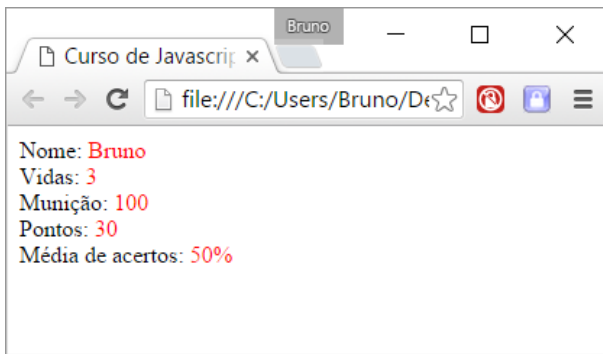 Bruno
Curso de Javascrip
file:///C:/Users/Bruno/De
Nome: Bruno
Vidas: 3
Munição: 100
Pontos: 30
Média de acertos: 50%